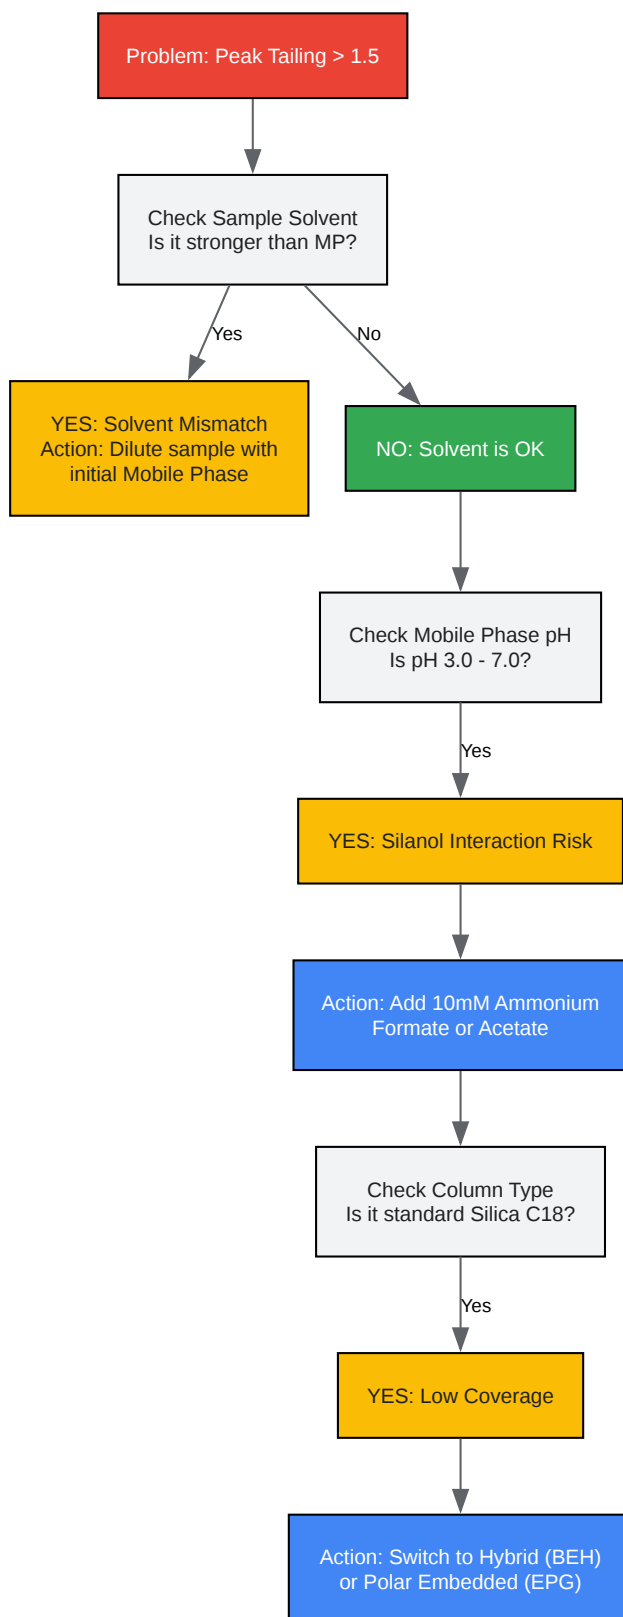 Problem: Peak Tailing > 1.5
Check Sample Solvent
Is it stronger than MP?
Yes
No
YES: Solvent Mismatch
Action: Dilute sample with
initial Mobile Phase
NO: Solvent is OK
Check Mobile Phase pH
Is pH 3.0 - 7.0?
Yes
YES: Silanol Interaction Risk
Action: Add 10mM Ammonium
Formate or Acetate
Check Column Type
Is it standard Silica C18?
Yes
YES: Low Coverage
Action: Switch to Hybrid (BEH)
or Polar Embedded (EPG)